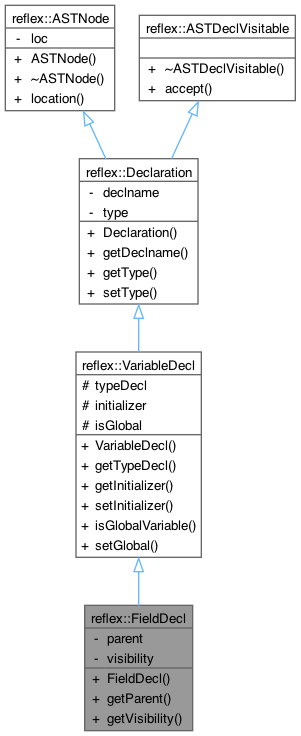 reflex::ASTNode
- loc
+ ASTNode()
+ ~ASTNode()
+ location()
reflex::ASTDeclVisitable
+ ~ASTDeclVisitable()
+ accept()
reflex::Declaration
- declname
- type
+ Declaration()
+ getDeclname()
+ getType()
+ setType()
reflex::VariableDecl
# typeDecl
# initializer
# isGlobal
+ VariableDecl()
+ getTypeDecl()
+ getInitializer()
+ setInitializer()
+ isGlobalVariable()
+ setGlobal()
reflex::FieldDecl
- parent
- visibility
+ FieldDecl()
+ getParent()
+ getVisibility()